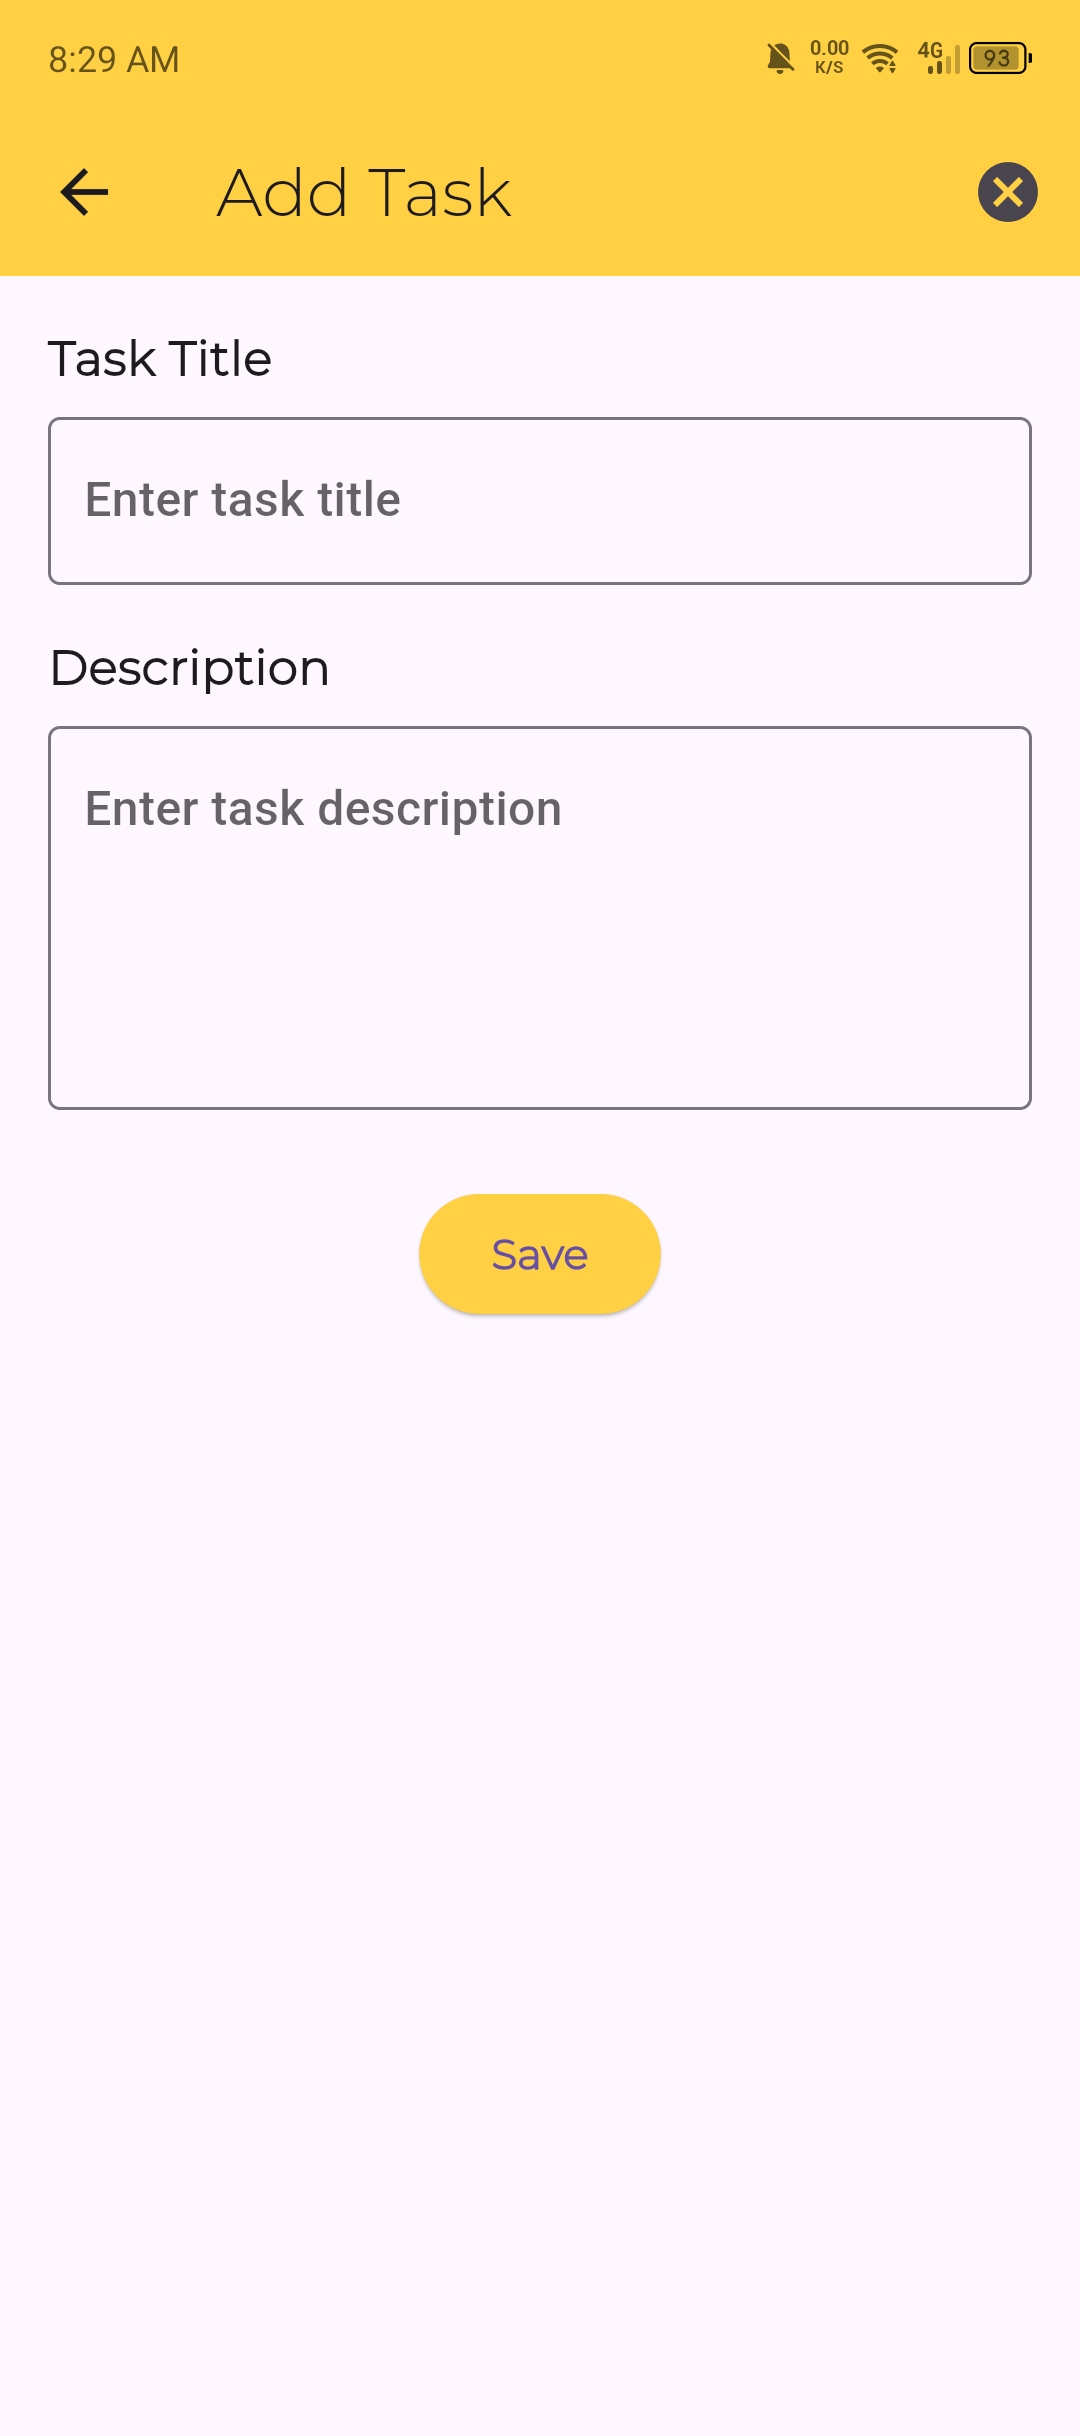 8:29 AM
0.00
K/S
4G
93
Add Task
Task Title
Enter task title
Description
Enter task description
Save